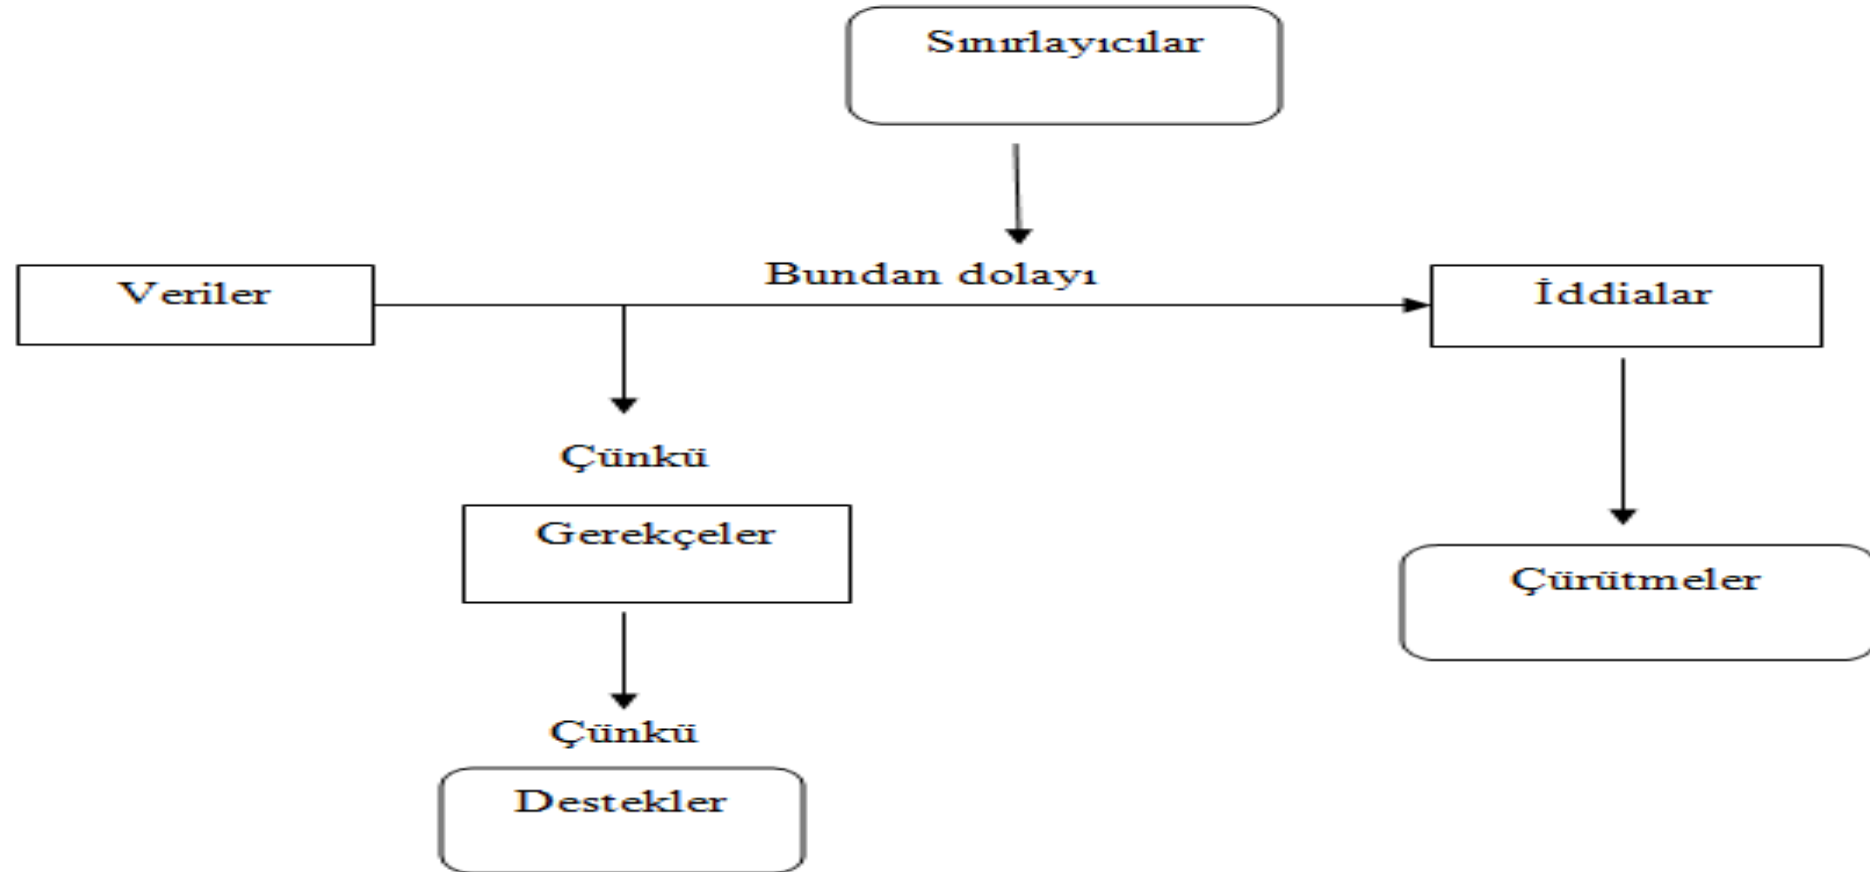 Sınırlayıcılar
Bundan dolayı
Veriler
İddialar
Çünkü
Gerekçeler
Çürütmeler
Çünkü
Destekler